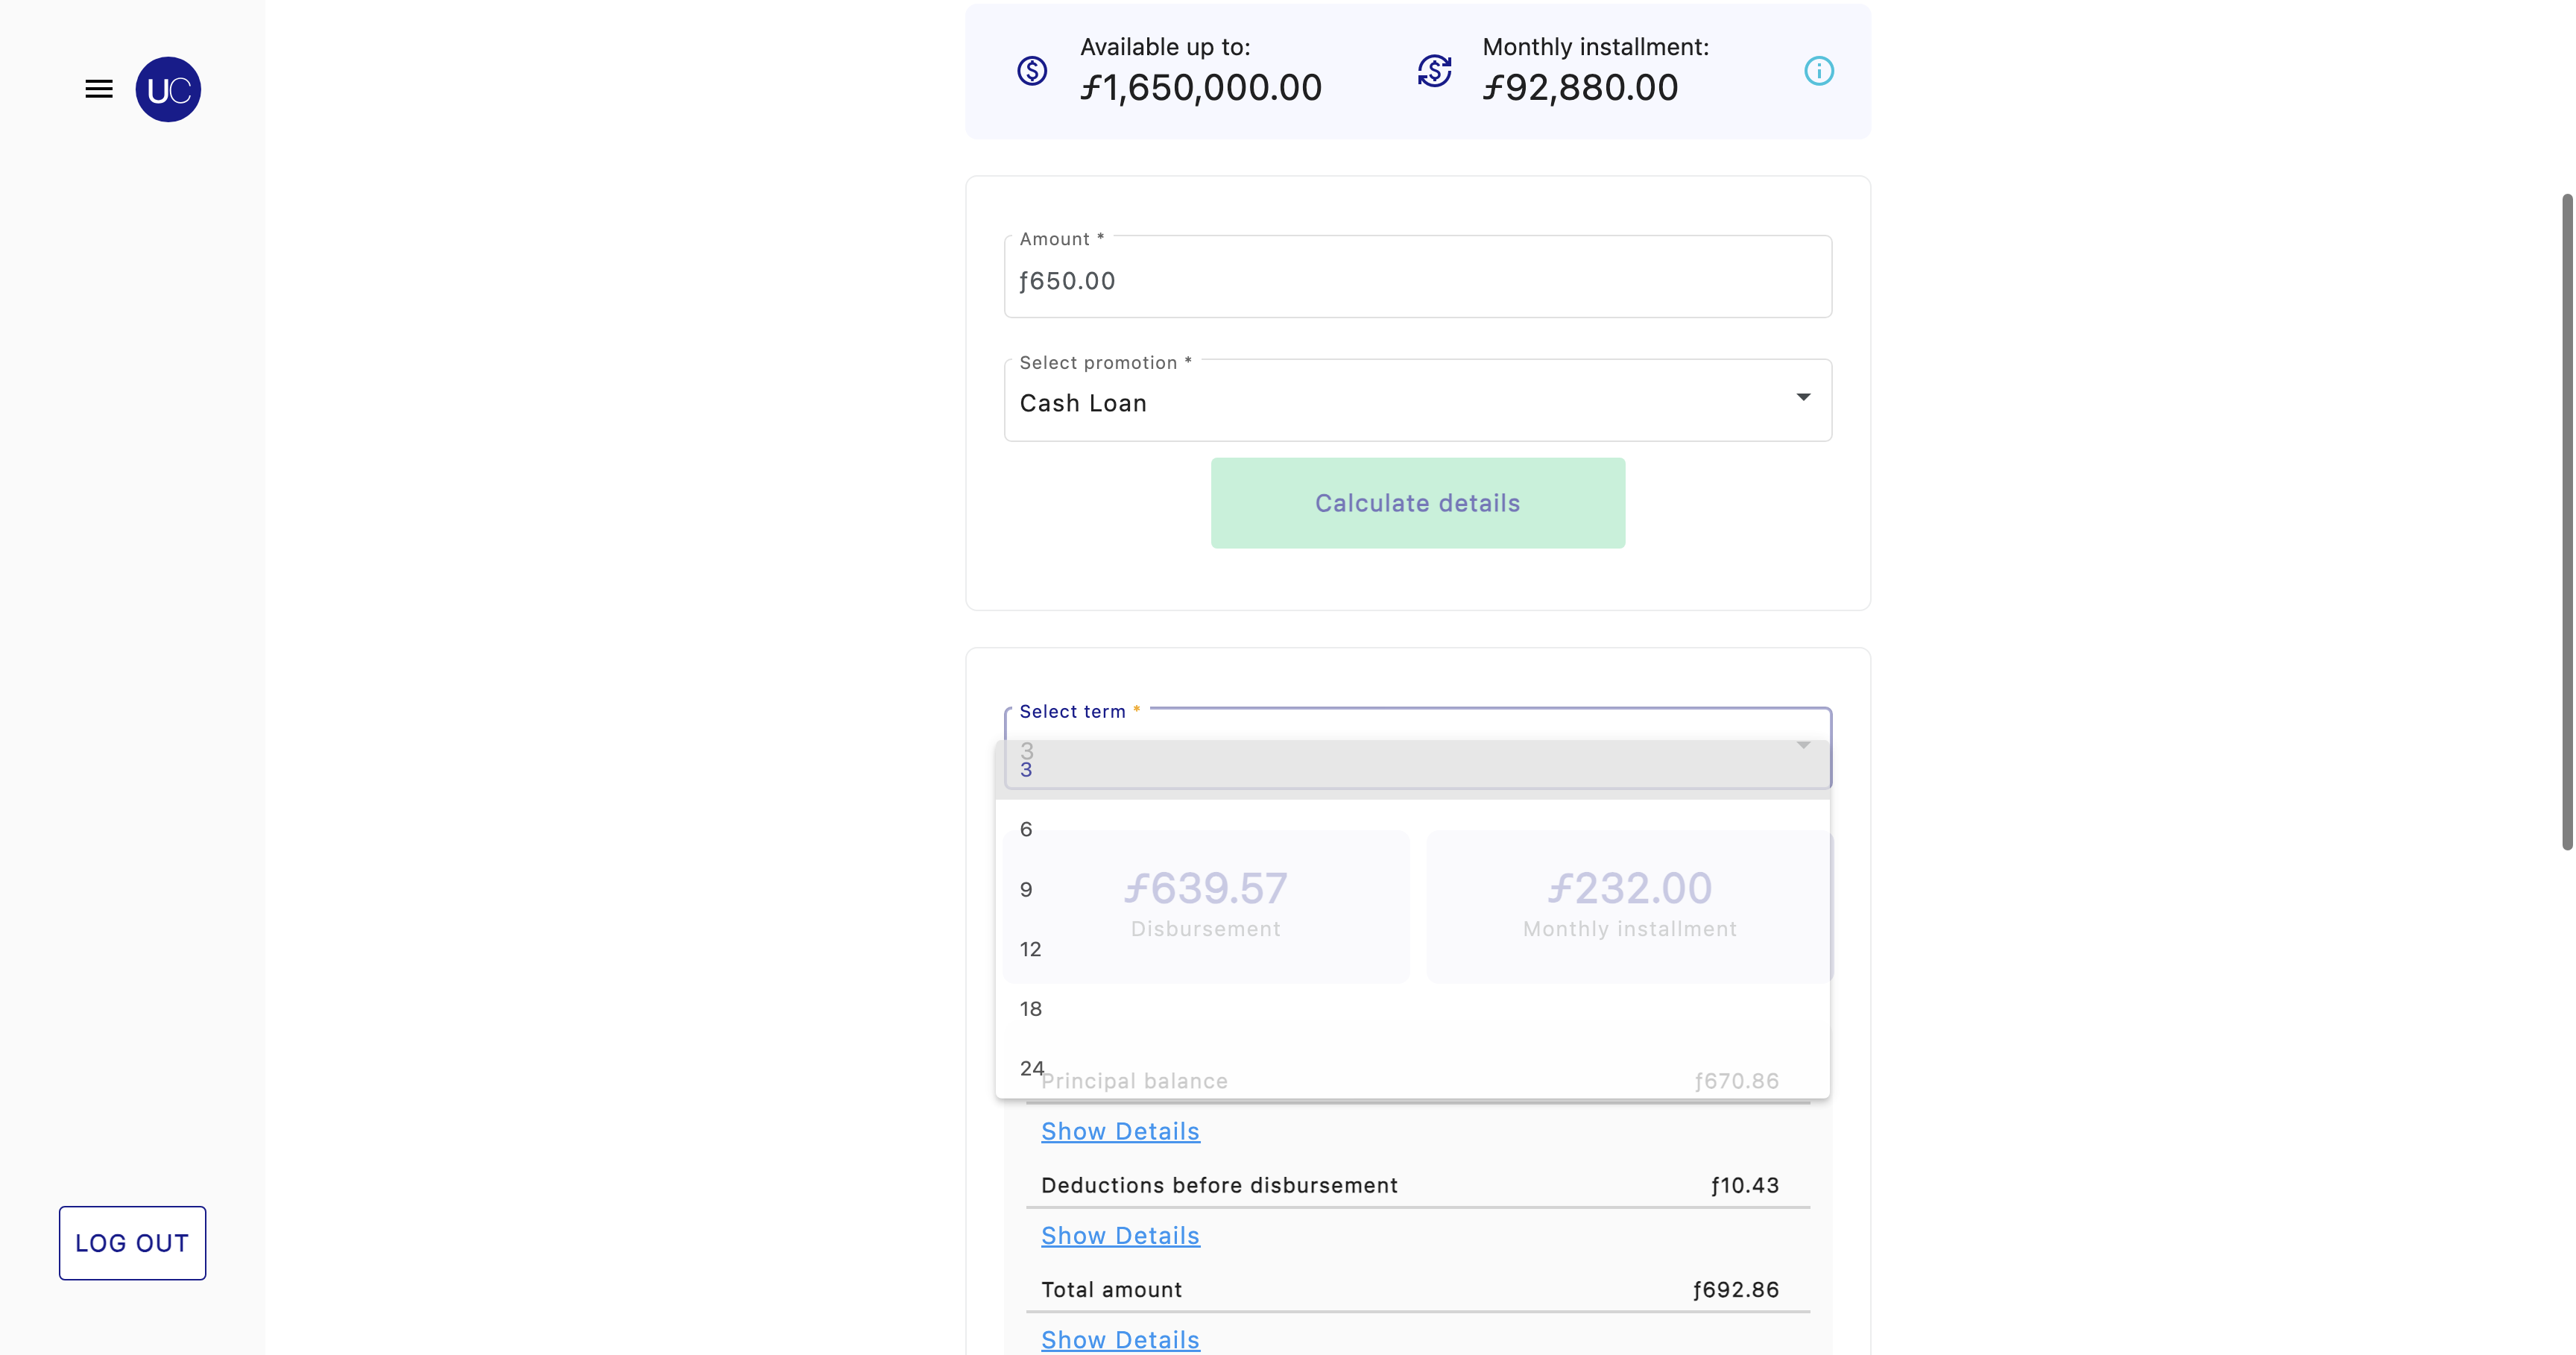 UC
Available up to:
ƒ1,650,000.00
Monthly installment:
ƒ92,880.00
Amount *
ƒ650.00
Select promotion *
Cash Loan
Calculate details
Select term *
3
3
6
9
12
18
24
ƒ639.57
Disbursement
ƒ232.00
Monthly installment
Principal balance ƒ670.86
Show Details
Deductions before disbursement ƒ10.43
Show Details
Total amount ƒ692.86
Show Details
LOG OUT